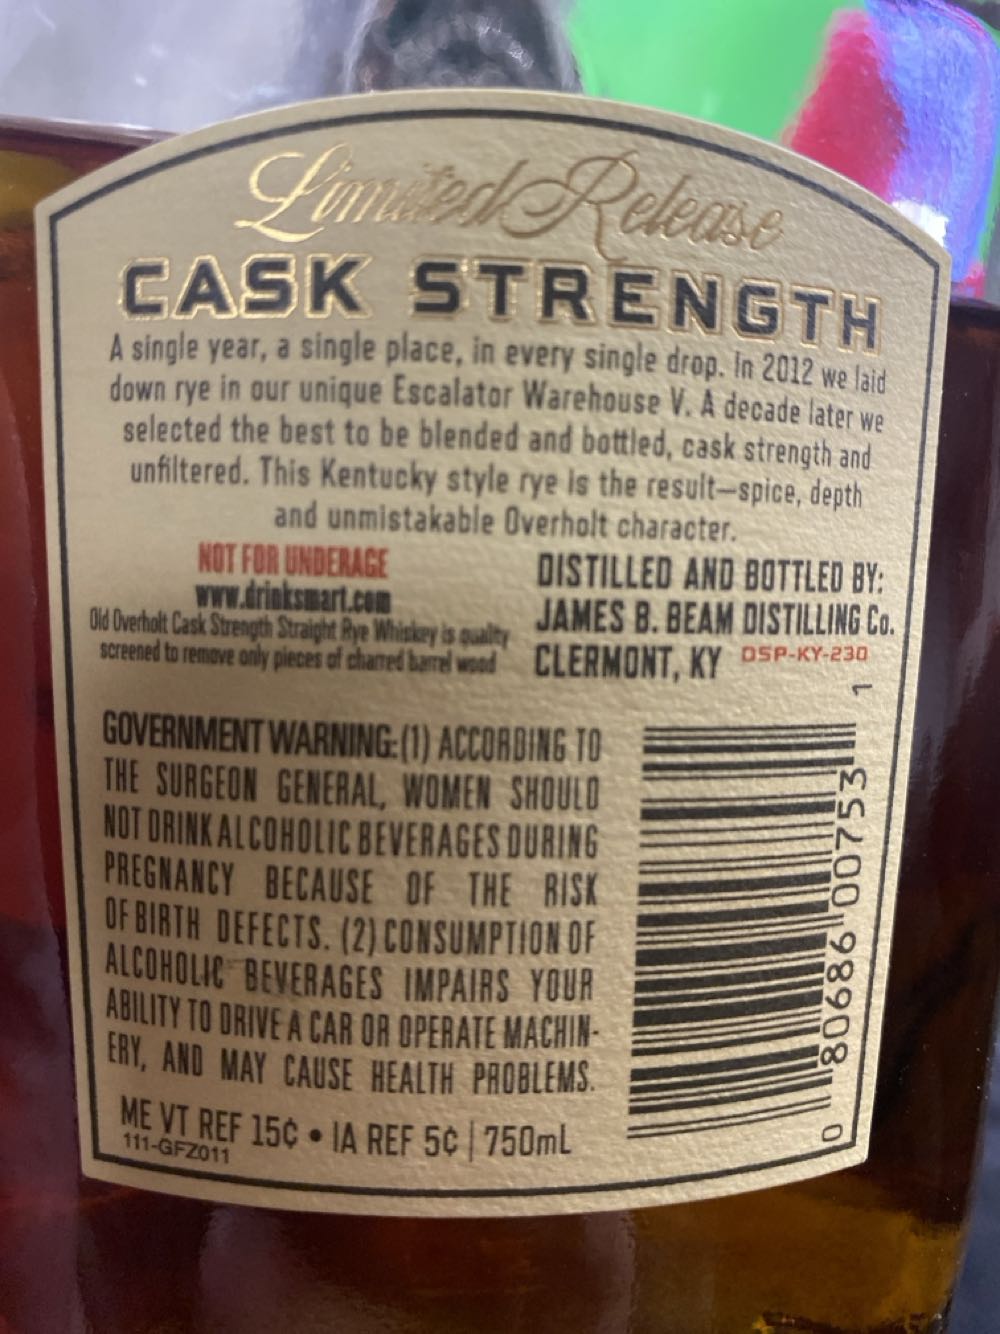 Limited Release
CASK STRENGTH
A single year, a single place, in every single drop. In 2012 we laid
down rye in our unique Escalator Warehouse V. A decade later we
selected the best to be blended and bottled, cask strength and
unfiltered. This Kentucky style rye is the result—spice, depth
and unmistakable Overholt character.
NOT FOR UNDERAGE
www.drinksmart.com
Old Overholt Cask Strength Straight Rye Whiskey is quality
screened to remove only pieces of charred barrel wood
DISTILLED AND BOTTLED BY:
JAMES B. BEAM DISTILLING Co.
CLERMONT, KY DSP-KY-230
GOVERNMENT WARNING: (1) ACCORDING TO
THE SURGEON GENERAL, WOMEN SHOULD
NOT DRINK ALCOHOLIC BEVERAGES DURING
PREGNANCY BECAUSE OF THE RISK
OF BIRTH DEFECTS. (2) CONSUMPTION OF
ALCOHOLIC BEVERAGES IMPAIRS YOUR
ABILITY TO DRIVE A CAR OR OPERATE MACHIN-
ERY, AND MAY CAUSE HEALTH PROBLEMS.
ME VT REF 15¢ • IA REF 5¢ | 750mL
111-GFZ011
0 80686 00753 1